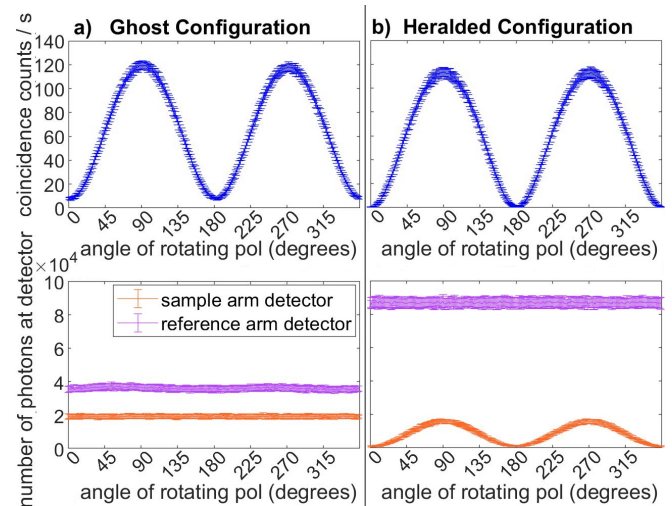 a) Ghost Configuration
b) Heralded Configuration
coincidence counts / s
140
120
100
80
60
40
20
0
0 45 90 135 180 225 270 315
angle of rotating pol (degrees)
0 45 90 135 180 225 270 315
angle of rotating pol (degrees)
number of photons at detector
×10⁴
10
8
6
4
2
0
sample arm detector
reference arm detector
0 45 90 135 180 225 270 315
angle of rotating pol (degrees)
0 45 90 135 180 225 270 315
angle of rotating pol (degrees)